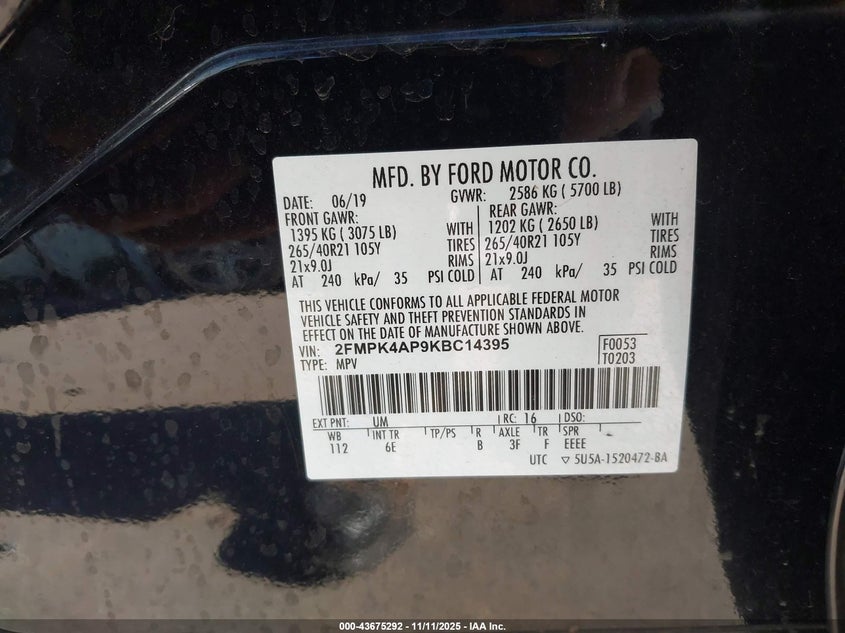 MFD. BY FORD MOTOR CO.
DATE: 06/19 GVWR: 2586 KG ( 5700 LB)
FRONT GAWR: REAR GAWR:
1395 KG ( 3075 LB) WITH 1202 KG ( 2650 LB) WITH
265/40R21 105Y TIRES 265/40R21 105Y TIRES
21x9.0J RIMS 21x9.0J RIMS
AT 240 kPa/ 35 PSI COLD AT 240 kPa/ 35 PSI COLD
THIS VEHICLE CONFORMS TO ALL APPLICABLE FEDERAL MOTOR
VEHICLE SAFETY AND THEFT PREVENTION STANDARDS IN
EFFECT ON THE DATE OF MANUFACTURE SHOWN ABOVE.
VIN: 2FMPK4AP9KBC14395 F0053
TYPE: MPV T0203
EXT PNT: UM RC: 16 DSO:
WB INT TR TP/PS R AXLE TR SPR
112 6E B 3F F EEEE
UTC ▽ 5U5A-1520472-BA
000-43675292 - 11/11/2025 - IAA Inc.